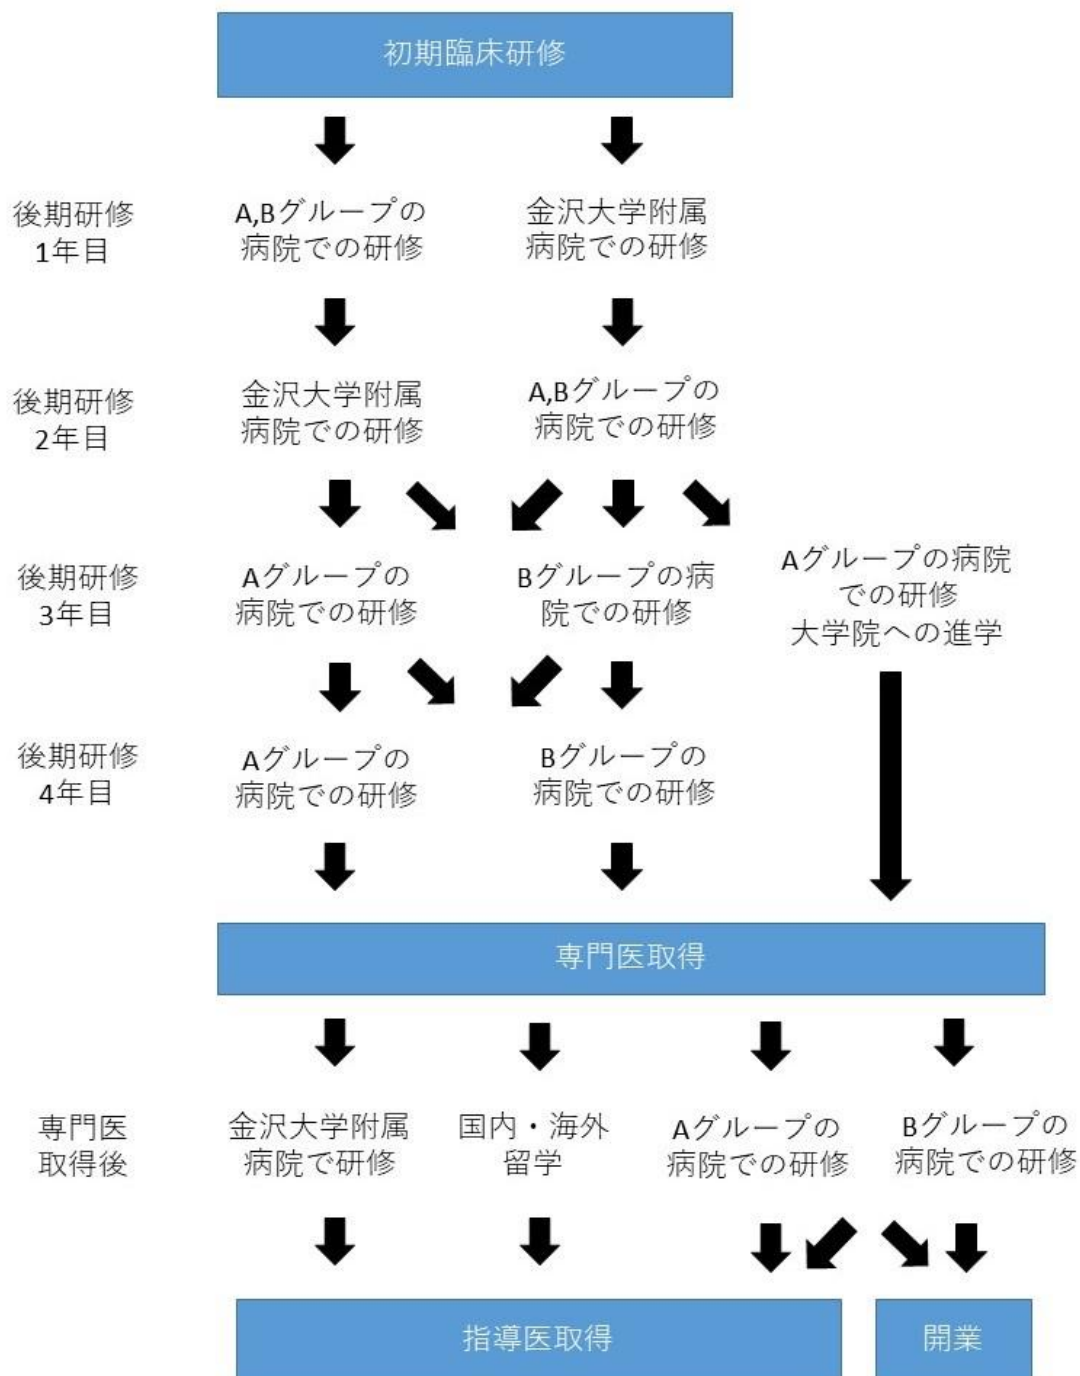 初期臨床研修
後期研修
1年目
A,Bグループの
病院での研修
金沢大学附属
病院での研修
後期研修
2年目
金沢大学附属
病院での研修
A,Bグループの
病院での研修
後期研修
3年目
Aグループの
病院での研修
Bグループの病
院での研修
Aグループの病院
での研修
大学院への進学
後期研修
4年目
Aグループの
病院での研修
Bグループの
病院での研修
専門医取得
専門医
取得後
金沢大学附属
病院で研修
国内・海外
留学
Aグループの
病院での研修
Bグループの
病院での研修
指導医取得
開業